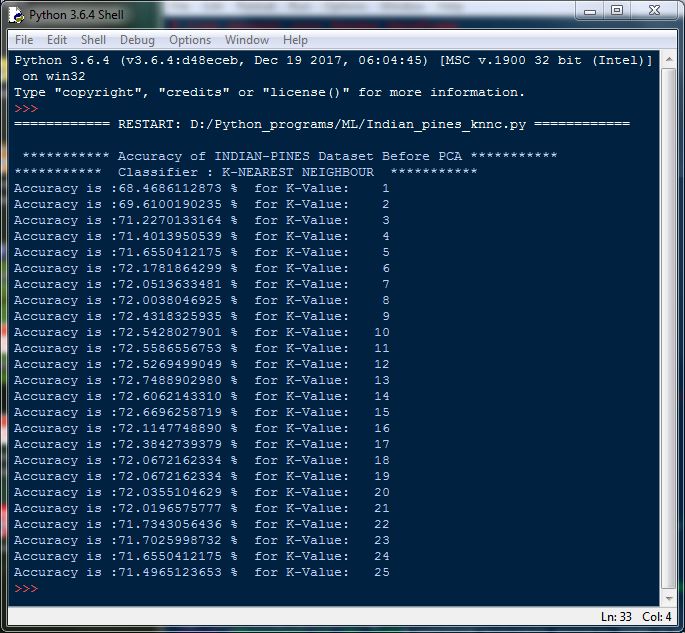 Python 3.6.4 Shell
File Edit Shell Debug Options Window Help
Python 3.6.4 (v3.6.4:d48eceb, Dec 19 2017, 06:04:45) [MSC v.1900 32 bit (Intel)]
on win32
Type "copyright", "credits" or "license()" for more information.
>>>
============ RESTART: D:/Python_programs/ML/Indian_pines_knnc.py ============
*********** Accuracy of INDIAN-PINES Dataset Before PCA ***********
*********** Classifier : K-NEAREST NEIGHBOUR ***********
Accuracy is :68.4686112873 % for K-Value: 1
Accuracy is :69.6100190235 % for K-Value: 2
Accuracy is :71.2270133164 % for K-Value: 3
Accuracy is :71.4013950539 % for K-Value: 4
Accuracy is :71.6550412175 % for K-Value: 5
Accuracy is :72.1781864299 % for K-Value: 6
Accuracy is :72.0513633481 % for K-Value: 7
Accuracy is :72.0038046925 % for K-Value: 8
Accuracy is :72.4318325935 % for K-Value: 9
Accuracy is :72.5428027901 % for K-Value: 10
Accuracy is :72.5586556753 % for K-Value: 11
Accuracy is :72.5269499049 % for K-Value: 12
Accuracy is :72.7488902980 % for K-Value: 13
Accuracy is :72.6062143310 % for K-Value: 14
Accuracy is :72.6696258719 % for K-Value: 15
Accuracy is :72.1147748890 % for K-Value: 16
Accuracy is :72.3842739379 % for K-Value: 17
Accuracy is :72.0672162334 % for K-Value: 18
Accuracy is :72.0672162334 % for K-Value: 19
Accuracy is :72.0355104629 % for K-Value: 20
Accuracy is :72.0196575777 % for K-Value: 21
Accuracy is :71.7343056436 % for K-Value: 22
Accuracy is :71.7025998732 % for K-Value: 23
Accuracy is :71.6550412175 % for K-Value: 24
Accuracy is :71.4965123653 % for K-Value: 25
>>>
Ln: 33 Col: 4